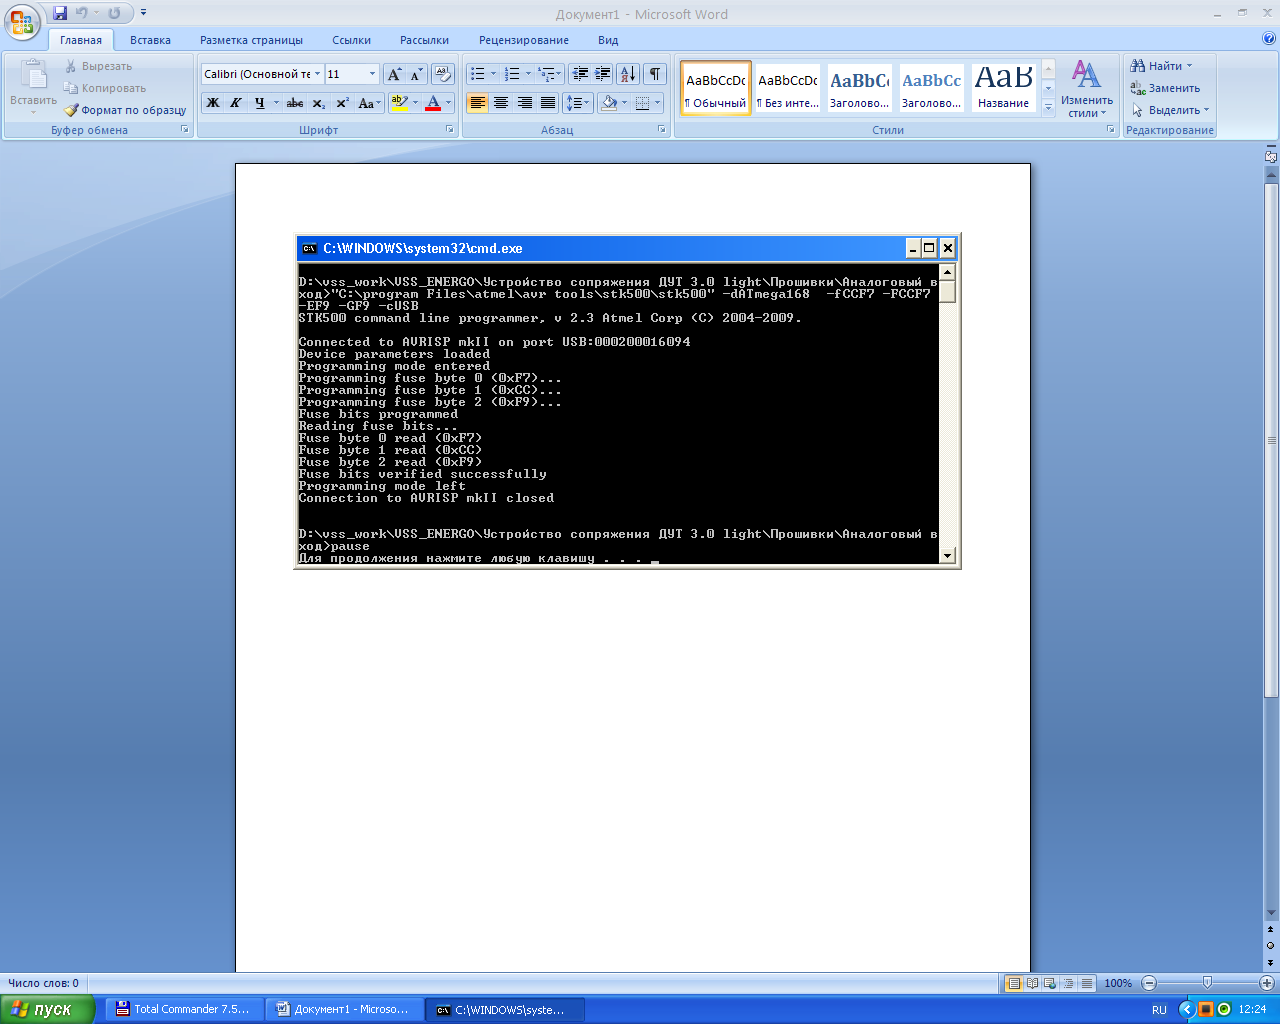 Документ1 - Microsoft Word
Главная Вставка Разметка страницы Ссылки Рассылки Рецензирование Вид
Вставить
Вырезать
Копировать
Формат по образцу
Буфер обмена
Calibri (Основной те 11
Ж К Ч abc x₂ x² Aa ab A
Шрифт
Абзац
AaBbCcDc AaBbCcDc AaBbC AaBbCc AaB
¶ Обычный ¶ Без инте... Заголово... Заголово... Название
Изменить стили
Стили
Найти
Заменить
Выделить
Редактирование
C:\WINDOWS\system32\cmd.exe
D:\vss_work\VSS_ENERGO\Устройство сопряжения ДУТ 3.0 light\Прошивки\Аналоговый в
ход>"C:\program Files\atmel\avr tools\stk500\stk500" -dATmega168  -fCCF7 -FCCF7
-EF9 -GF9 -cUSB
STK500 command line programmer, v 2.3 Atmel Corp (C) 2004-2009.
Connected to AVRISP mkII on port USB:000200016094
Device parameters loaded
Programming mode entered
Programming fuse byte 0 (0xF7)...
Programming fuse byte 1 (0xCC)...
Programming fuse byte 2 (0xF9)...
Fuse bits programmed
Reading fuse bits...
Fuse byte 0 read (0xF7)
Fuse byte 1 read (0xCC)
Fuse byte 2 read (0xF9)
Fuse bits verified successfully
Programming mode left
Connection to AVRISP mkII closed
D:\vss_work\VSS_ENERGO\Устройство сопряжения ДУТ 3.0 light\Прошивки\Аналоговый в
ход>pause
Для продолжения нажмите любую клавишу . . .
Число слов: 0
100%
пуск
Total Commander 7.5...
Документ1 - Microso...
C:\WINDOWS\syste...
RU
12:24